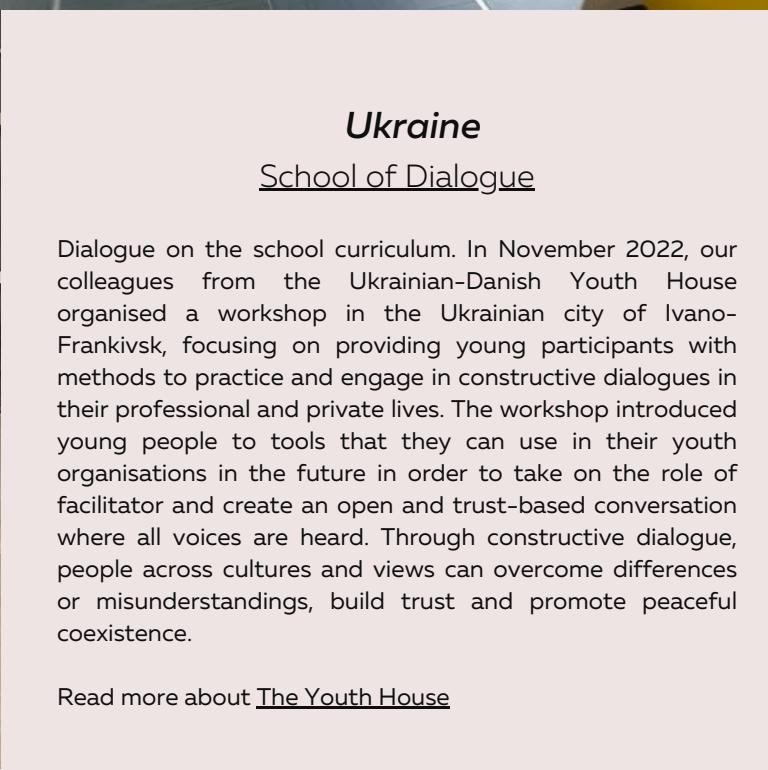 Ukraine
School of Dialogue
Dialogue on the school curriculum. In November 2022, our
colleagues from the Ukrainian-Danish Youth House
organised a workshop in the Ukrainian city of Ivano-
Frankivsk, focusing on providing young participants with
methods to practice and engage in constructive dialogues in
their professional and private lives. The workshop introduced
young people to tools that they can use in their youth
organisations in the future in order to take on the role of
facilitator and create an open and trust-based conversation
where all voices are heard. Through constructive dialogue,
people across cultures and views can overcome differences
or misunderstandings, build trust and promote peaceful
coexistence.
Read more about The Youth House